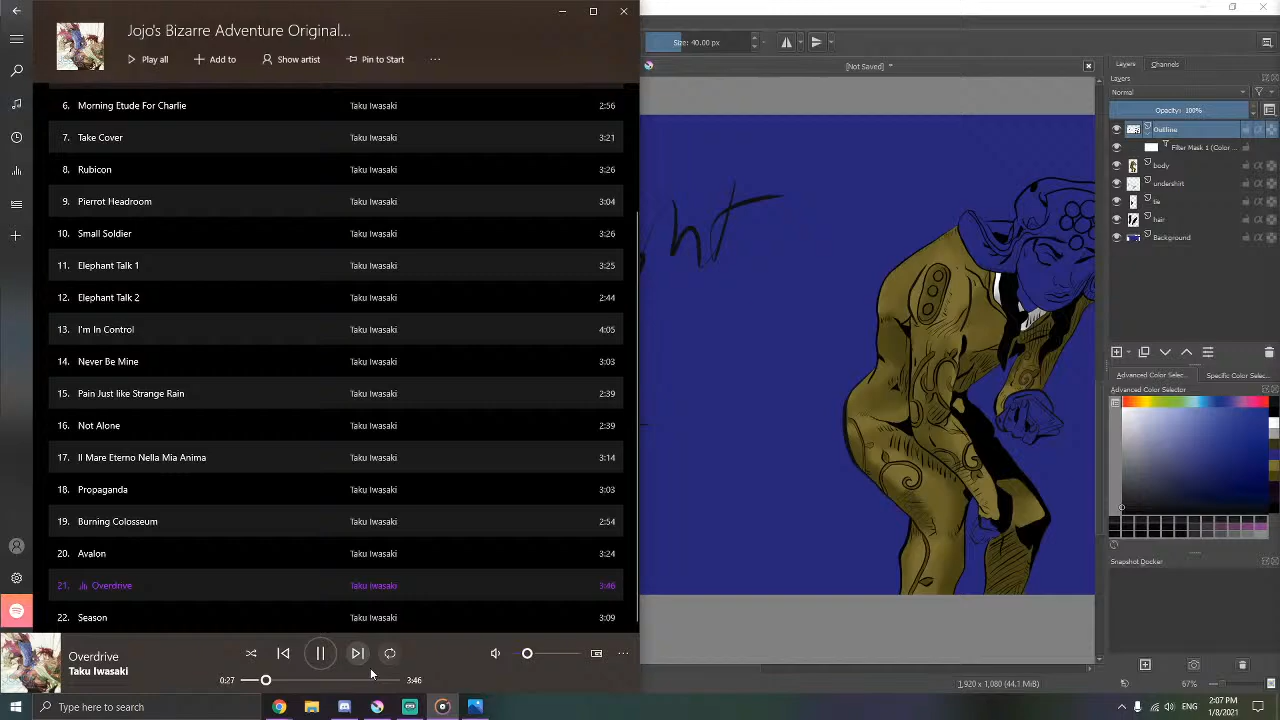 Jojo's Bizarre Adventure Original...
Play all
Add to
Show artist
Pin to Start
6. Morning Etude For Charlie Taku Iwasaki 2:56
7. Take Cover Taku Iwasaki 3:21
8. Rubicon Taku Iwasaki 3:26
9. Pierrot Headroom Taku Iwasaki 3:04
10. Small Soldier Taku Iwasaki 3:26
11. Elephant Talk 1 Taku Iwasaki 3:25
12. Elephant Talk 2 Taku Iwasaki 2:44
13. I'm In Control Taku Iwasaki 4:05
14. Never Be Mine Taku Iwasaki 3:03
15. Pain Just like Strange Rain Taku Iwasaki 2:39
16. Not Alone Taku Iwasaki 2:39
17. Il Mare Eterno Nella Mia Anima Taku Iwasaki 3:14
18. Propaganda Taku Iwasaki 3:03
19. Burning Colosseum Taku Iwasaki 2:54
20. Avalon Taku Iwasaki 3:24
21. Overdrive Taku Iwasaki 3:46
22. Season Taku Iwasaki 3:09
Overdrive
Taku Iwasaki
0:27
3:46
Size: 40.00 px
[Not Saved] *
ht
Layers
Channels
Layers
Normal
Opacity: 100%
Outline
Filter Mask 1 (Color ...
body
undershirt
tie
hair
Background
Advanced Color Selec...
Specific Color Selec...
Advanced Color Selector
Snapshot Docker
1,920 x 1,080 (44.1 MiB)
67%
Type here to search
2:07 PM
1/8/2021